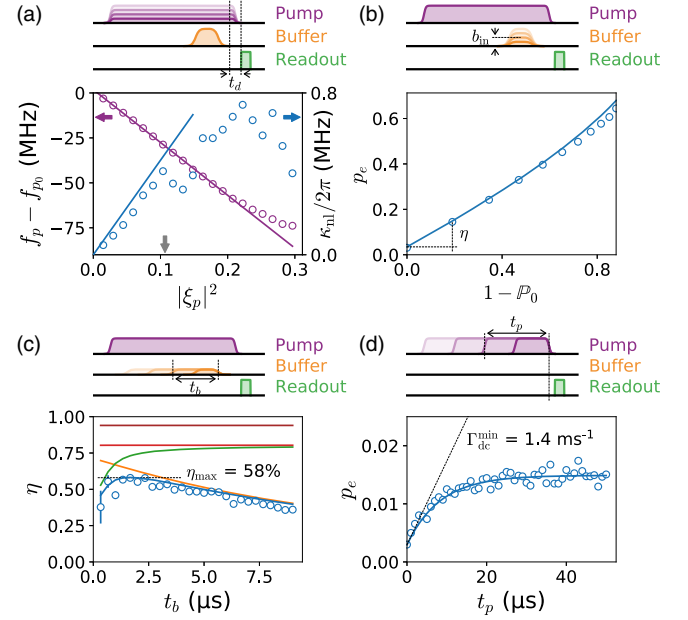 (a)
Pump
Buffer
Readout
t_d
0
−25
−50
−75
f_p − f_{p_0} (MHz)
0.8
0.0
κ_nl/2π (MHz)
0.0
0.1
0.2
0.3
|ξ_p|²
(b)
Pump
b_in
Buffer
Readout
0.6
0.4
0.2
0.0
p_e
η
0.0
0.2
0.4
0.6
0.8
1 − ℙ₀
(c)
Pump
Buffer
t_b
Readout
1.00
0.75
0.50
0.25
0.00
η
η_max = 58%
0.0
2.5
5.0
7.5
t_b (μs)
(d)
t_p
Pump
Buffer
Readout
0.02
0.01
0.00
p_e
Γ_dc^min = 1.4 ms⁻¹
0
20
40
t_p (μs)